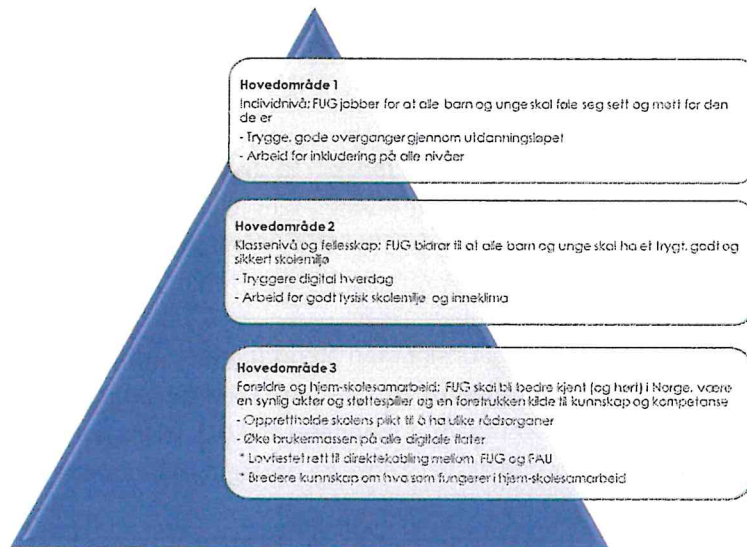 Hovedområde 1
Individnivå: FUG jobber for at alle barn og unge skal føle seg sett og møtt for den
de er
- Trygge, gode overganger gjennom utdanningsløpet
- Arbeid for inkludering på alle nivåer
Hovedområde 2
Klassenivå og fellesskap: FUG bidrar til at alle barn og unge skal ha et trygt, godt og
sikkert skolemiljø
- Tryggere digital hverdag
- Arbeid for godt fysisk skolemiljø og inneklima
Hovedområde 3
Foreldre og hjem-skolesamarbeid: FUG skal bli bedre kjent (og hørt) i Norge, være
en synlig aktør og støttespiller og en foretrukken kilde til kunnskap og kompetanse
- Opprettholde skolens plikt til å ha ulike rådsorganer
- Øke brukermassen på alle digitale flater
* Lovfestet rett til direktekobling mellom FUG og FAU
* Bredere kunnskap om hva som fungerer i hjem-skolesamarbeid